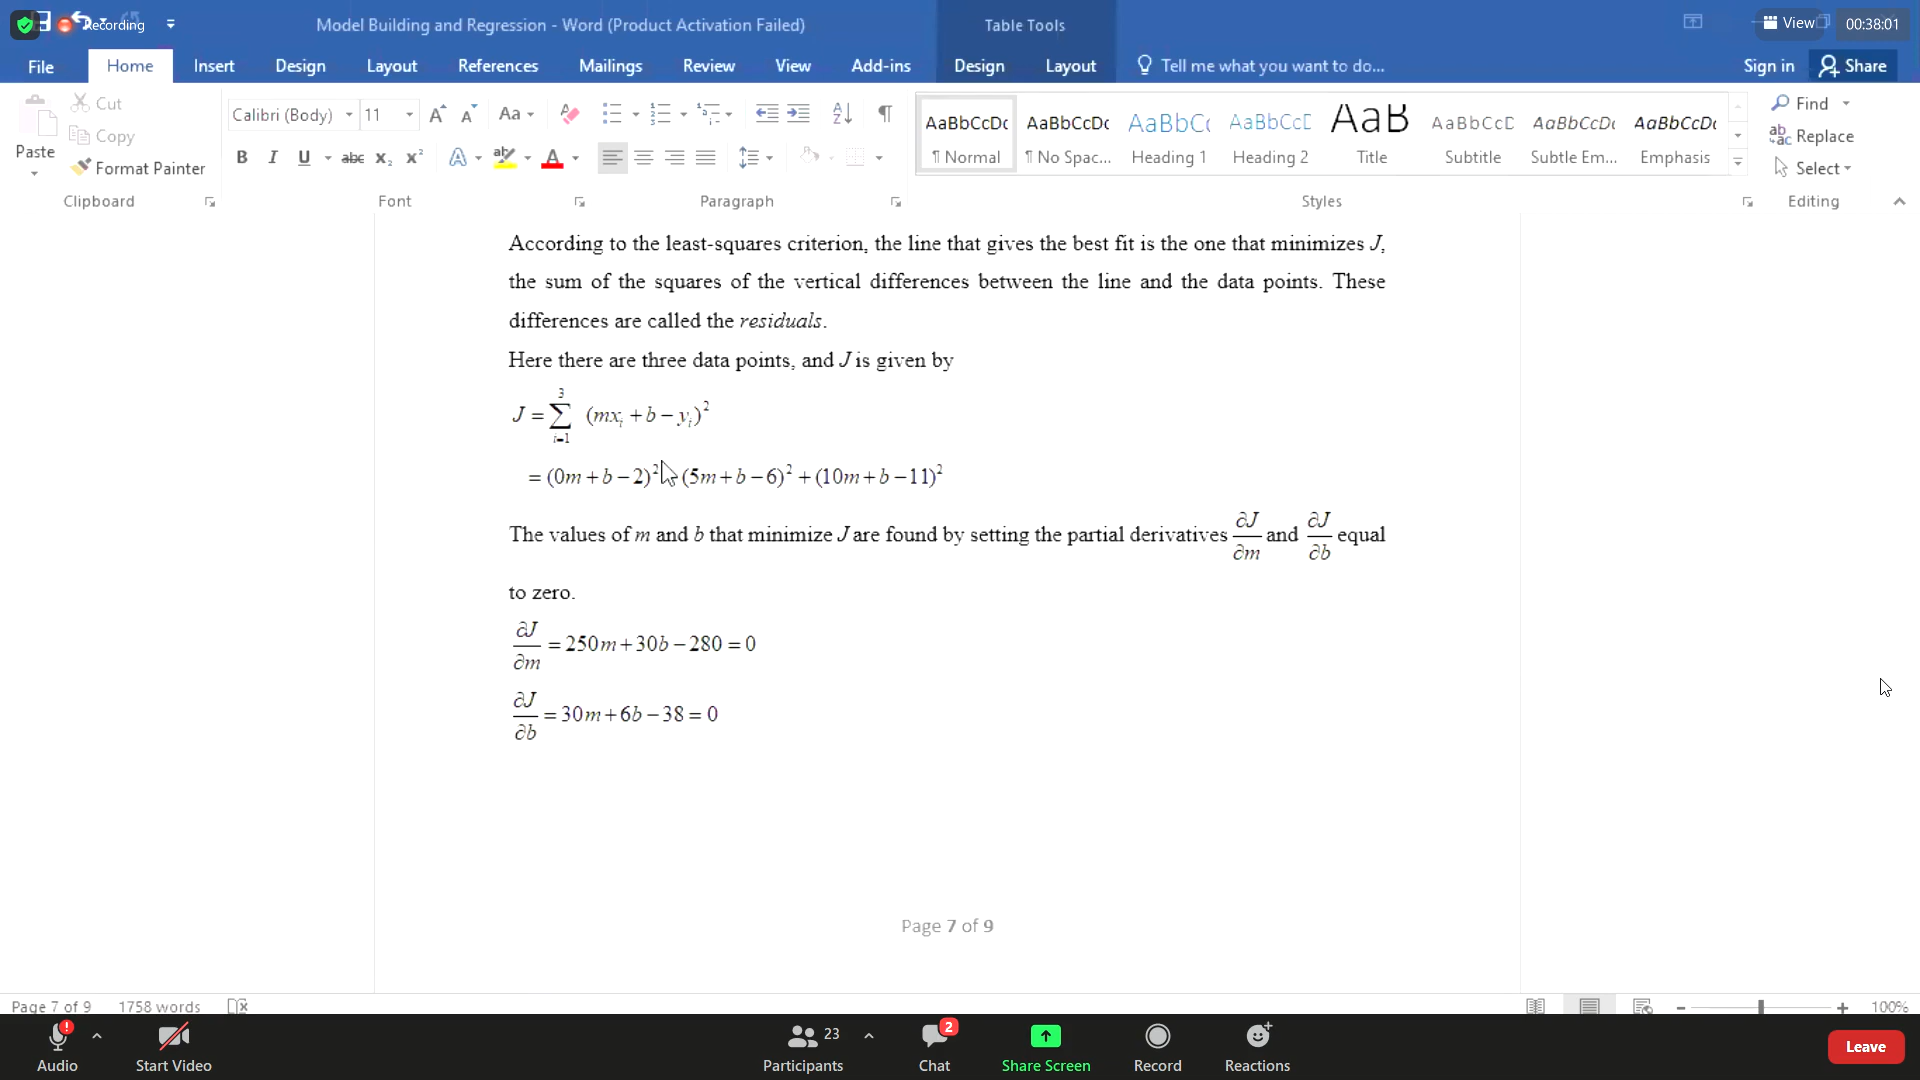 Recording
Model Building and Regression - Word (Product Activation Failed)
Table Tools
View
00:38:01
File Home Insert Design Layout References Mailings Review View Add-ins Design Layout Tell me what you want to do... Sign in Share
Paste
Cut
Copy
Format Painter
Clipboard
Calibri (Body) 11
Font
Paragraph
AaBbCcDc AaBbCcDc AaBbCc AaBbCcD AaB AaBbCcD AaBbCcDc AaBbCcDc
¶ Normal ¶ No Spac... Heading 1 Heading 2 Title Subtitle Subtle Em... Emphasis
Styles
Find
Replace
Select
Editing
According to the least-squares criterion, the line that gives the best fit is the one that minimizes J,
the sum of the squares of the vertical differences between the line and the data points. These
differences are called the residuals.
Here there are three data points, and J is given by
J = ∑_{i=1}^{3} (mx_i + b − y_i)²
= (0m + b − 2)² (5m + b − 6)² + (10m + b − 11)²
The values of m and b that minimize J are found by setting the partial derivatives ∂J/∂m and ∂J/∂b equal
to zero.
∂J/∂m = 250m + 30b − 280 = 0
∂J/∂b = 30m + 6b − 38 = 0
Page 7 of 9
Page 7 of 9 1758 words 100%
Audio
Start Video
Participants 23
Chat 2
Share Screen
Record
Reactions
Leave